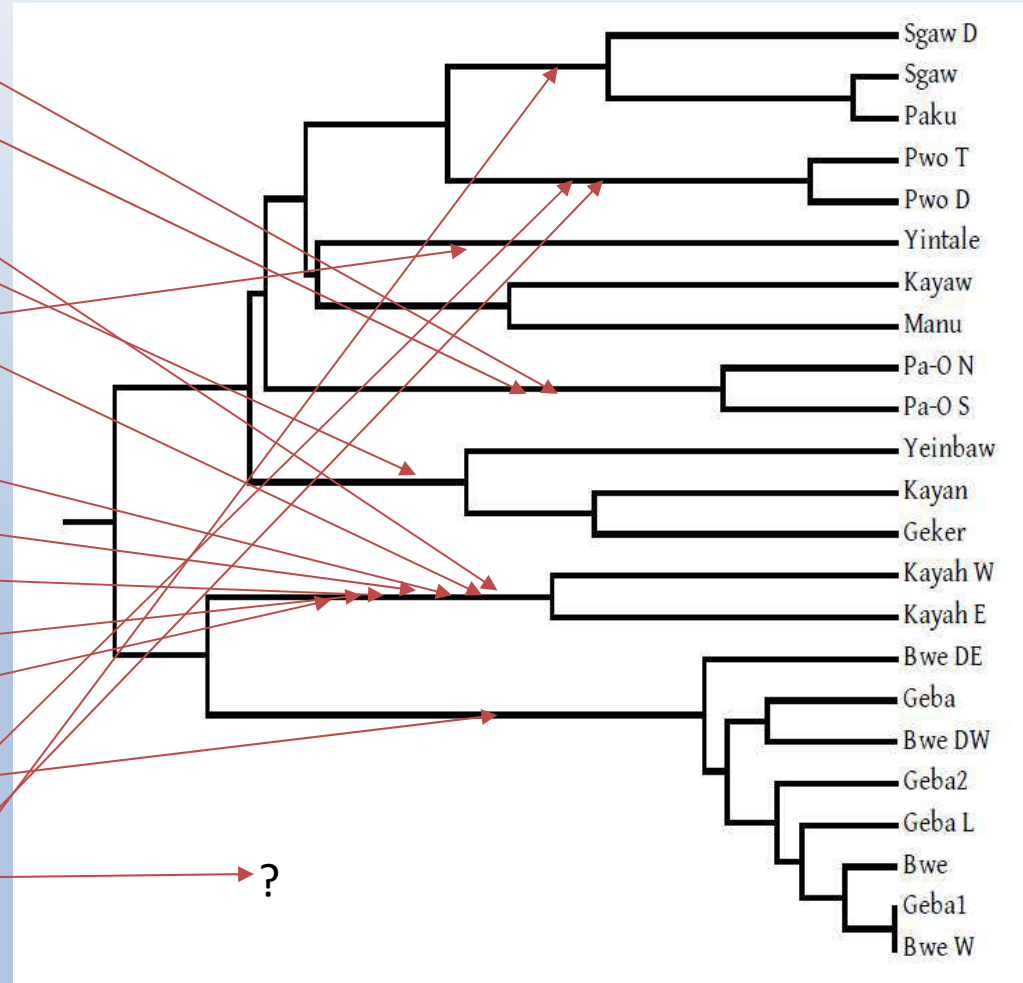 Sgaw D
Sgaw
Paku
Pwo T
Pwo D
Yintale
Kayaw
Manu
Pa-O N
Pa-O S
Yeinbaw
Kayan
Geker
Kayah W
Kayah E
Bwe DE
Geba
Bwe DW
Geba2
Geba L
Bwe
?
Geba1
Bwe W